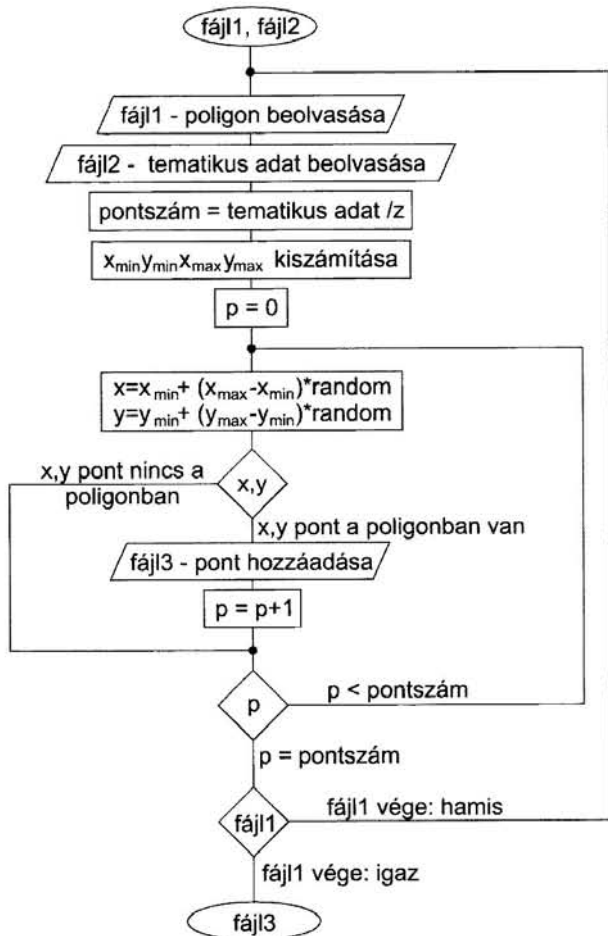 fájl1, fájl2
fájl1 - poligon beolvasása
fájl2 - tematikus adat beolvasása
pontszám = tematikus adat /z
xminyminxmaxymax kiszámítása
p = 0
x=xmin+ (xmax-xmin)*random
y=ymin+ (ymax-ymin)*random
x,y pont nincs a
poligonban
x,y
x,y pont a poligonban van
fájl3 - pont hozzáadása
p = p+1
p
p < pontszám
p = pontszám
fájl1
fájl1 vége: hamis
fájl1 vége: igaz
fájl3